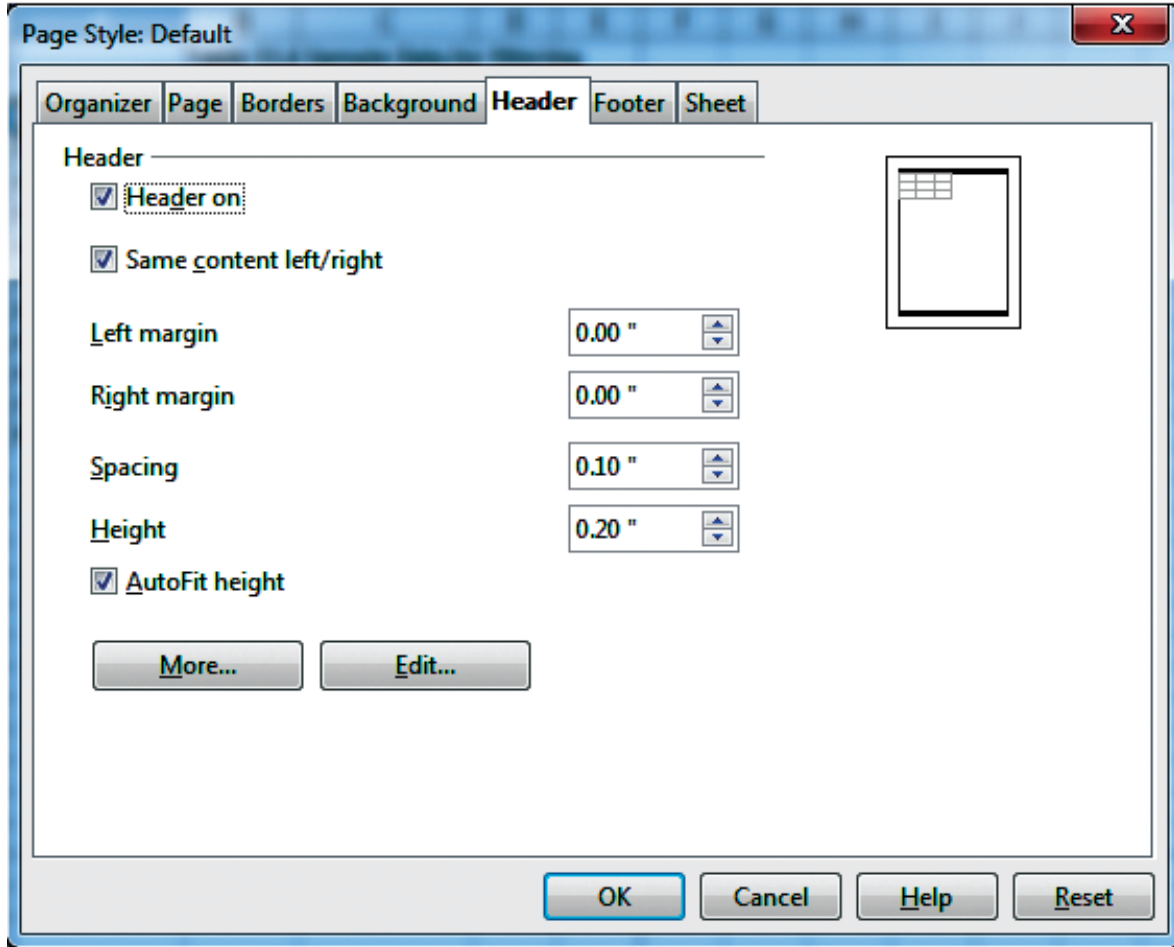 Page Style: Default
X
Organizer Page Borders Background Header Footer Sheet
Header
Header on
Same content left/right
Left margin 0.00 "
Right margin 0.00 "
Spacing 0.10 "
Height 0.20 "
AutoFit height
More... Edit...
OK Cancel Help Reset